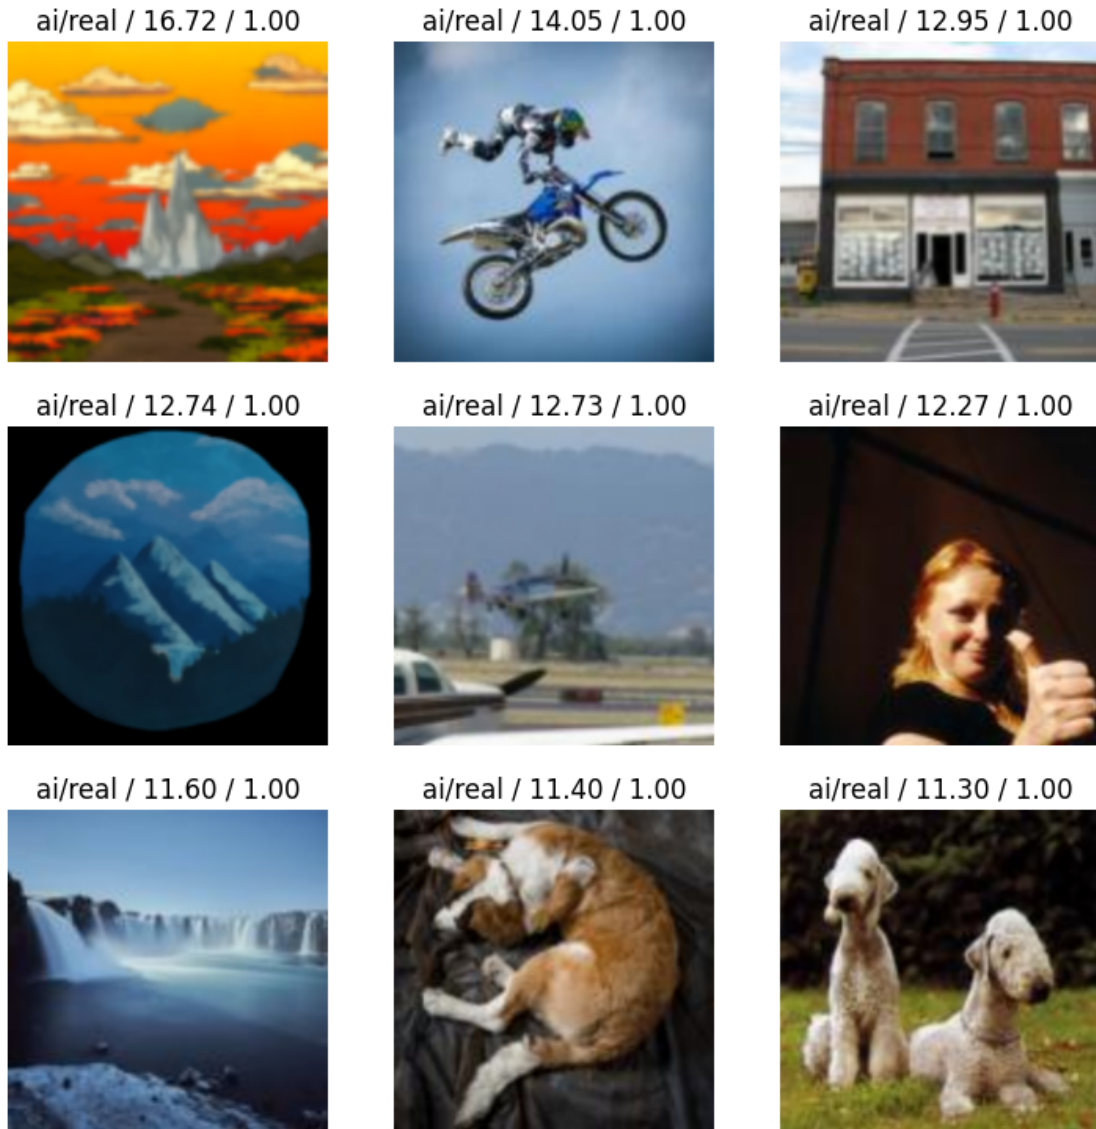 ai/real / 16.72 / 1.00
ai/real / 14.05 / 1.00
ai/real / 12.95 / 1.00
ai/real / 12.74 / 1.00
ai/real / 12.73 / 1.00
ai/real / 12.27 / 1.00
ai/real / 11.60 / 1.00
ai/real / 11.40 / 1.00
ai/real / 11.30 / 1.00